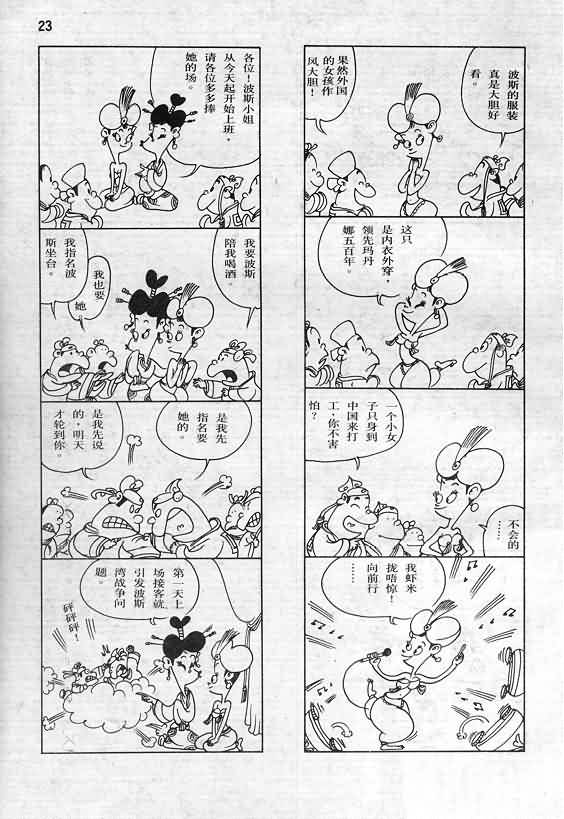 23
各位！波斯小姐
从今天起开始上班，
请各位多多捧
她的场。
我要波斯
陪我喝酒。
我也要
她。
我指名波
斯坐台。
是我先
指名要
她的。
是我先说
的，明天
才轮到你。
第一天上
场接客就
引发波斯
湾战争问
题。
砰砰砰！
波斯的服装
真是大胆好
看。
果然外国
的女孩作
风大胆！
这只
是内衣外穿，
领先玛丹
娜五百年。
一个小女
子只身到
中国来打
工，你不害
怕？
不会的
……
我虾米
拢唔惊！
向前行
……